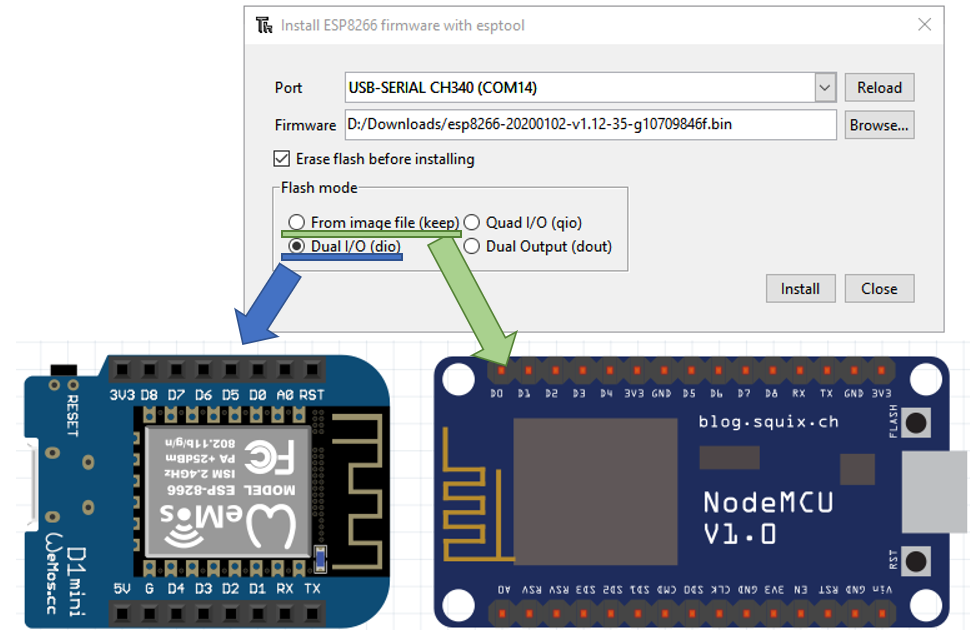 Install ESP8266 firmware with esptool
Port
USB-SERIAL CH340 (COM14)
Reload
Firmware
D:/Downloads/esp8266-20200102-v1.12-35-g10709846f.bin
Browse...
Erase flash before installing
Flash mode
From image file (keep)
Quad I/O (qio)
Dual I/O (dio)
Dual Output (dout)
Install
Close
3V3 D8 D7 D6 D5 D0 A0 RST
RESET
MODEL ESP-8266
ISM 2.4GHz
PA +25dBm
802.11b/g/n
FC
WeMos
D1 mini
WeMos.cc
5V G D4 D3 D2 D1 RX TX
D0 D1 D2 D3 D4 3V3 GND D5 D6 D7 D8 RX TX GND 3V3
blog.squix.ch
FLASH
NodeMCU
V1.0
RST
A0 RSV RSV SD3 SD2 SD1 CMD SD0 CLK GND 3V3 EN RST GND Vin